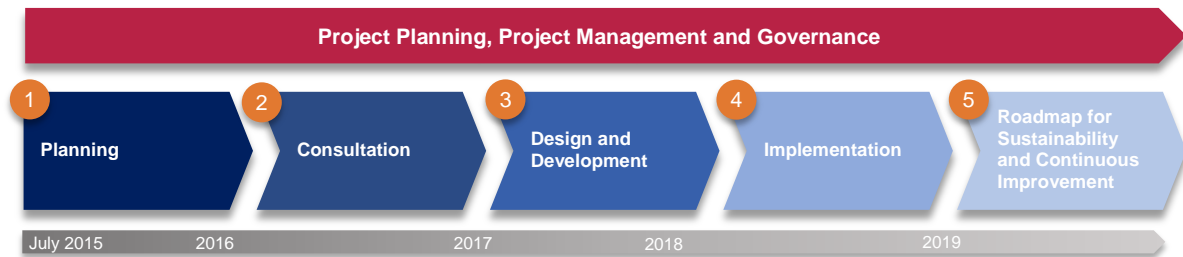 Project Planning, Project Management and Governance
1
Planning
2
Consultation
3
Design and
Development
4
Implementation
5
Roadmap for
Sustainability
and Continuous
Improvement
July 2015 2016 2017 2018 2019